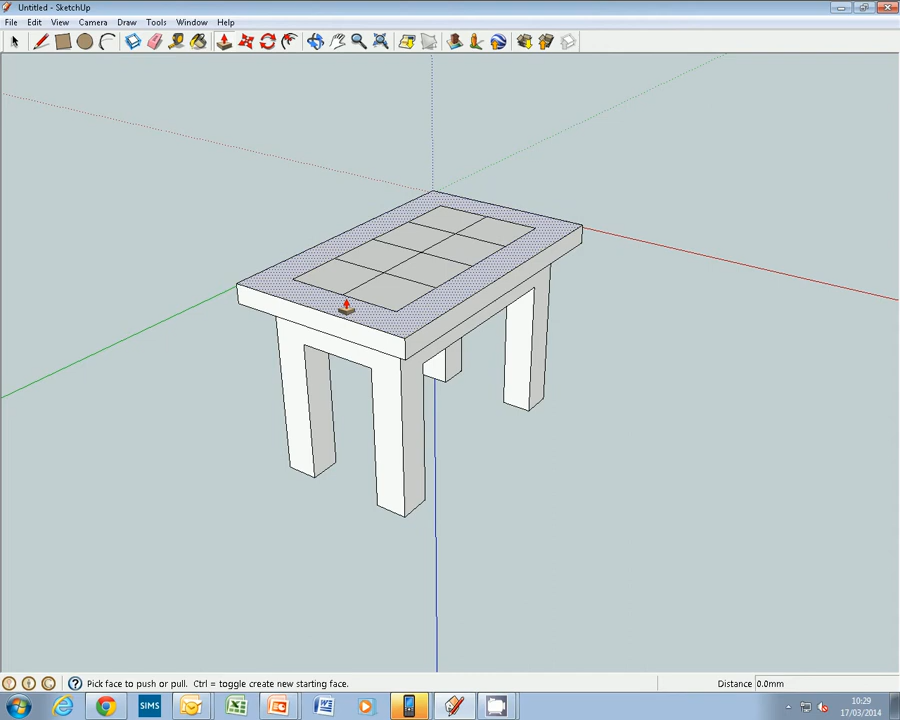 Untitled - SketchUp
File Edit View Camera Draw Tools Window Help
Pick face to push or pull. Ctrl = toggle create new starting face.
Distance 0.0mm
SIMS
10:29
17/03/2014